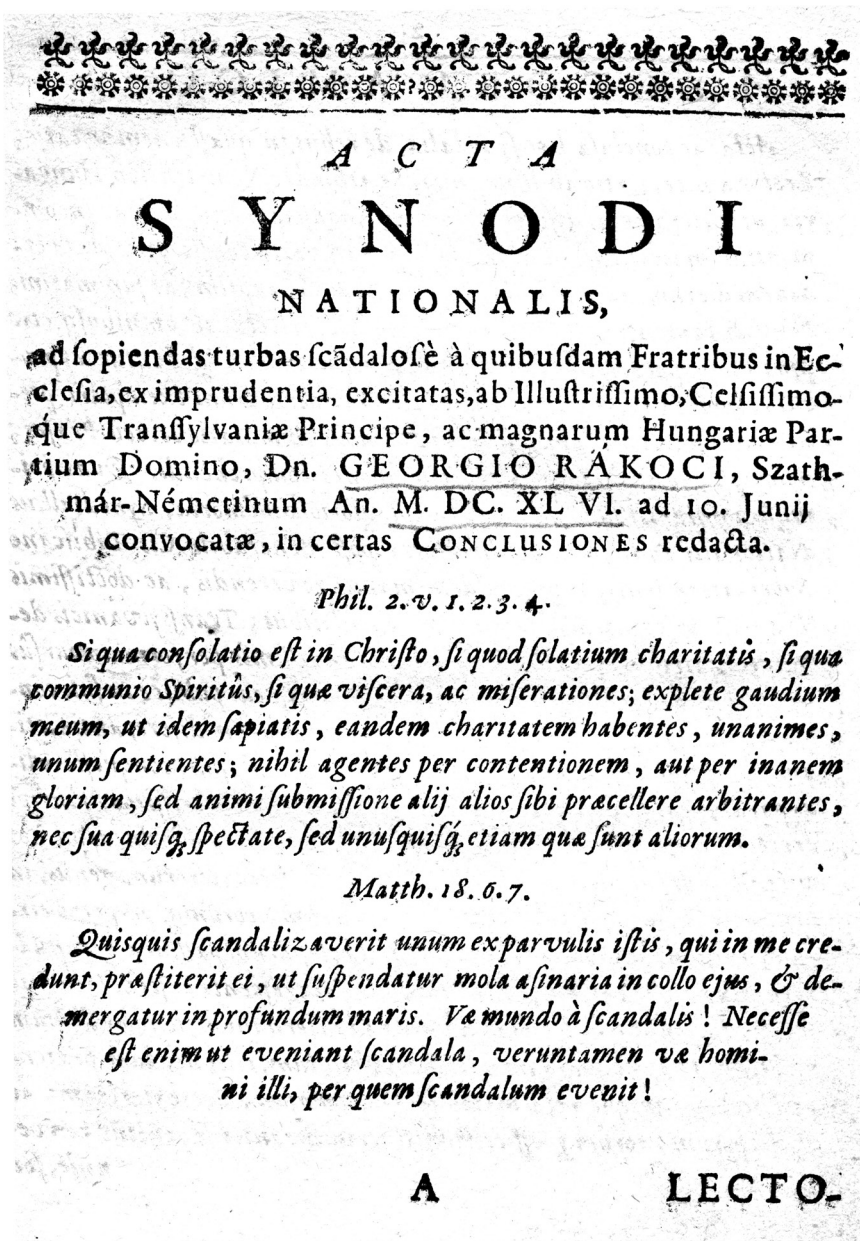 ACTA
SYNODI
NATIONALIS,
ad ſopiendas turbas ſcãdaloſè à quibuſdam Fratribus in Ec-
cleſia, ex imprudentia, excitatas, ab Illuſtriſſimo, Celſiſſimo-
que Tranſſylvaniæ Principe, ac magnarum Hungariæ Par-
tium Domino, Dn. GEORGIO RÁKOCI, Szath-
már-Németinum An. M. DC. XL VI. ad 10. Junij
convocatæ, in certas CONCLUSIONES redacta.
Phil. 2. v. 1. 2. 3. 4.
Si qua conſolatio eſt in Chriſto, ſi quod ſolatium charitatis, ſi qua
communio Spiritûs, ſi quæ viſcera, ac miſerationes; explete gaudium
meum, ut idem ſapiatis, eandem charitatem habentes, unanimes,
unum ſentientes; nihil agentes per contentionem, aut per inanem
gloriam, ſed animi ſubmiſſione alij alios ſibi præcellere arbitrantes,
nec ſua quiſq́; ſpectate, ſed unuſquiſq́; etiam quæ ſunt aliorum.
Matth. 18. 6. 7.
Quisquis ſcandalizaverit unum ex parvulis iſtis, qui in me cre-
dunt, præſtiterit ei, ut ſuſpendatur mola aſinaria in collo ejus, & de-
mergatur in profundum maris. Væ mundo à ſcandalis! Neceſſe
eſt enim ut eveniant ſcandala, veruntamen væ homi-
ni illi, per quem ſcandalum evenit!
A LECTO-